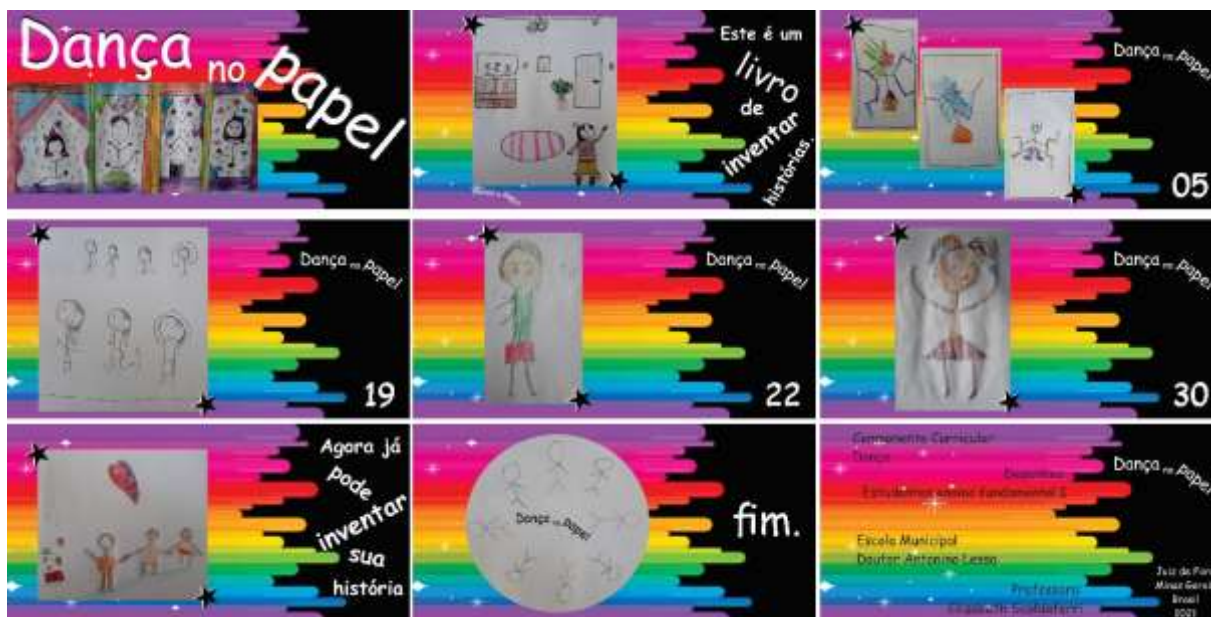 Dança no papel
Este é um
livro
de
inventar
histórias.
Dança no papel
05
Dança no papel
19
Dança no papel
22
Dança no papel
30
Agora já
pode
inventar
sua
história
Dança no papel
fim.
Componente Curricular
Dança
Desenhos
Estudantes ensino fundamental I
Escola Municipal
Doutor Antonino Lessa
Professora
Dança no papel
Juiz de Fora
Minas Gerais
Brasil
2021